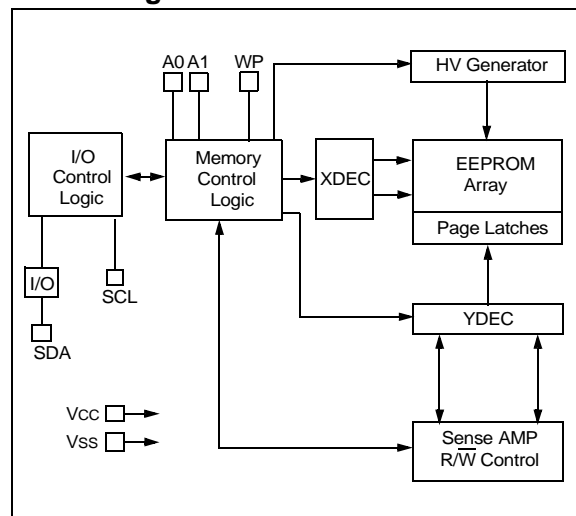 A0 A1 WP
HV Generator
I/O
Control
Logic
Memory
Control
Logic
XDEC
EEPROM
Array
Page Latches
I/O
SCL
SDA
YDEC
VCC
VSS
Sense AMP
R/W̅ Control